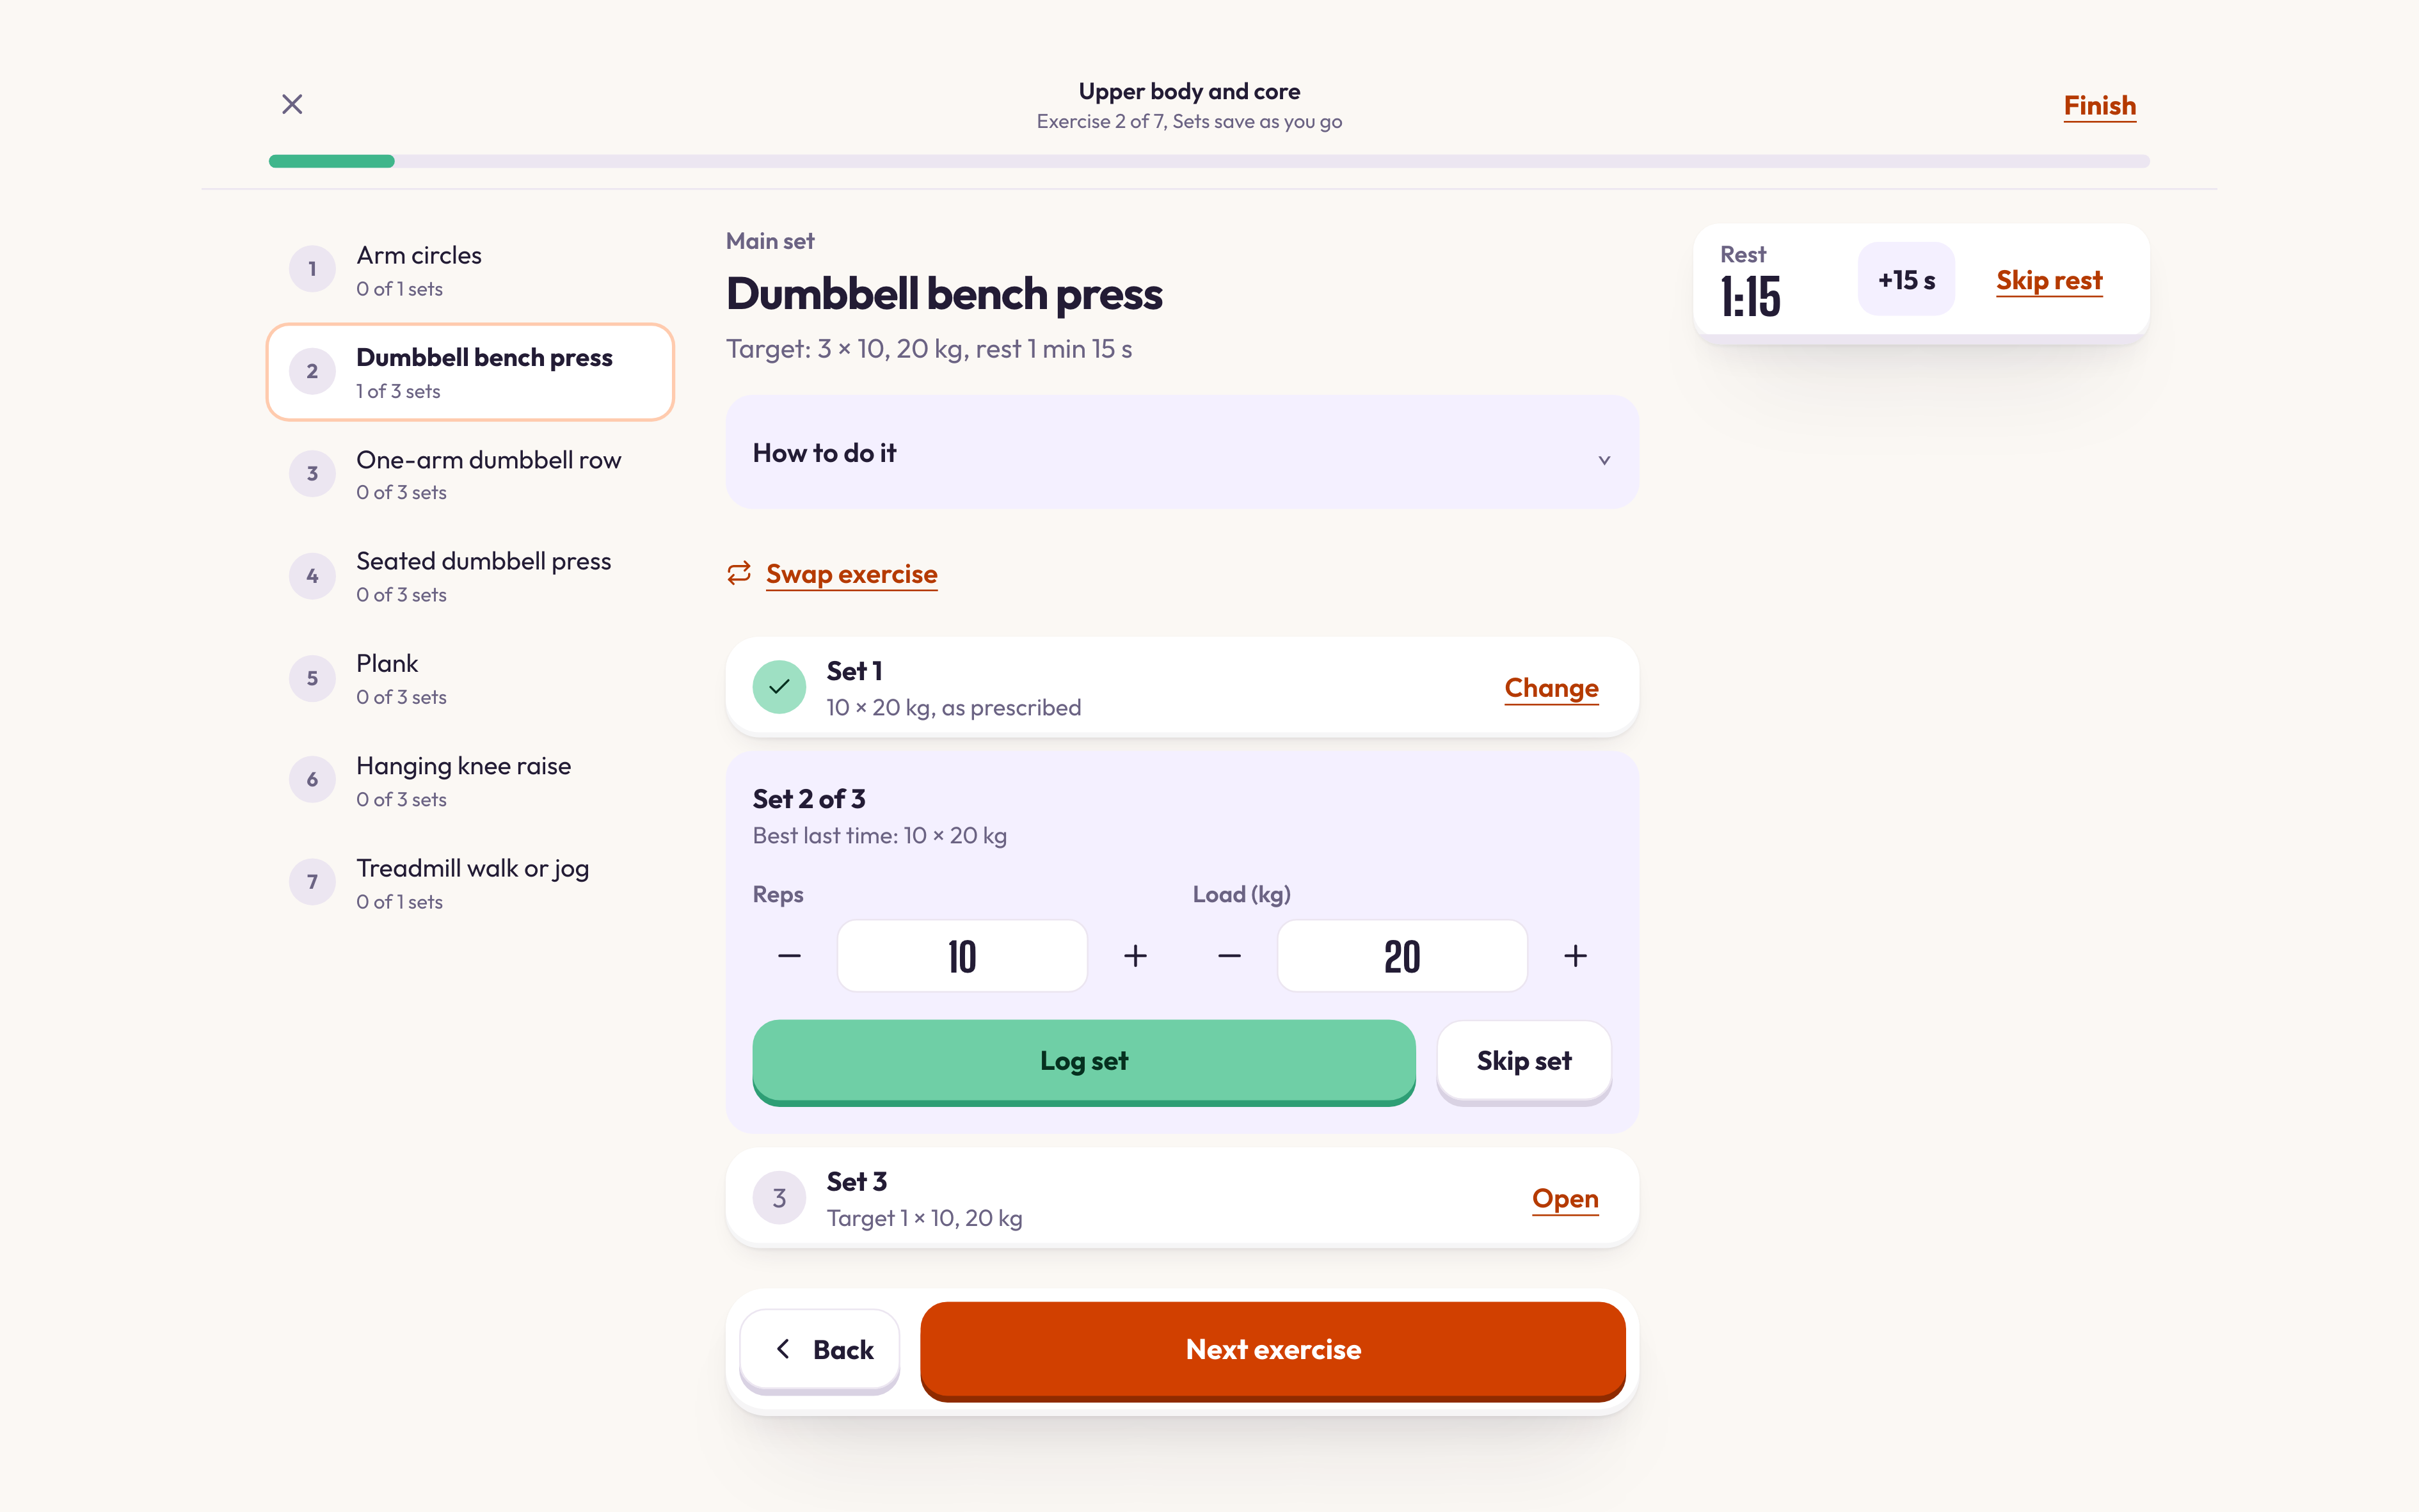 Upper body and core
Exercise 2 of 7, Sets save as you go
Finish
1
Arm circles
0 of 1 sets
2
Dumbbell bench press
1 of 3 sets
3
One-arm dumbbell row
0 of 3 sets
4
Seated dumbbell press
0 of 3 sets
5
Plank
0 of 3 sets
6
Hanging knee raise
0 of 3 sets
7
Treadmill walk or jog
0 of 1 sets
Main set
Dumbbell bench press
Target: 3 × 10, 20 kg, rest 1 min 15 s
How to do it
Swap exercise
Set 1
10 × 20 kg, as prescribed
Change
Set 2 of 3
Best last time: 10 × 20 kg
Reps
Load (kg)
10
20
Log set
Skip set
3
Set 3
Target 1 × 10, 20 kg
Open
Back
Next exercise
Rest
1:15
+15 s
Skip rest